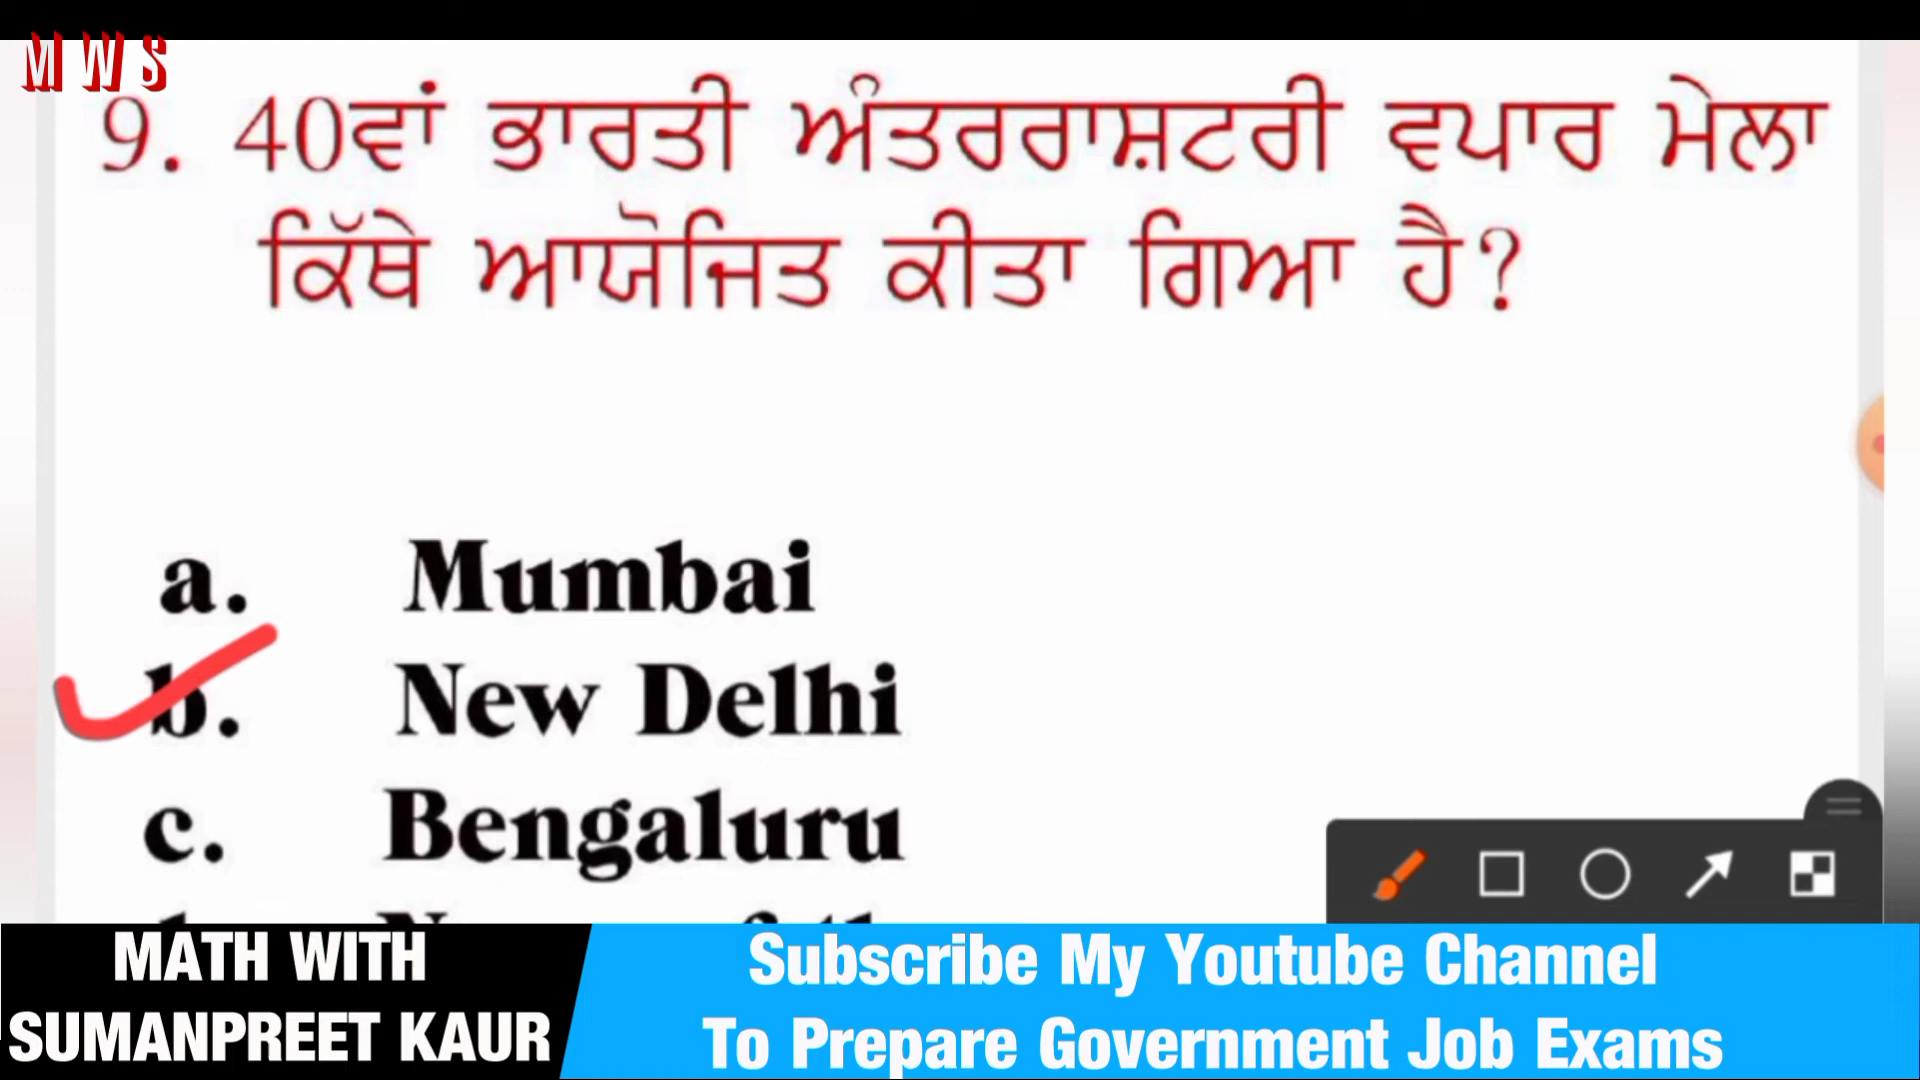 MWS
9. 40ਵਾਂ ਭਾਰਤੀ ਅੰਤਰਰਾਸ਼ਟਰੀ ਵਪਾਰ ਮੇਲਾ
ਕਿੱਥੇ ਆਯੋਜਿਤ ਕੀਤਾ ਗਿਆ ਹੈ?
a. Mumbai
b. New Delhi
c. Bengaluru
MATH WITH
SUMANPREET KAUR
Subscribe My Youtube Channel
To Prepare Government Job Exams